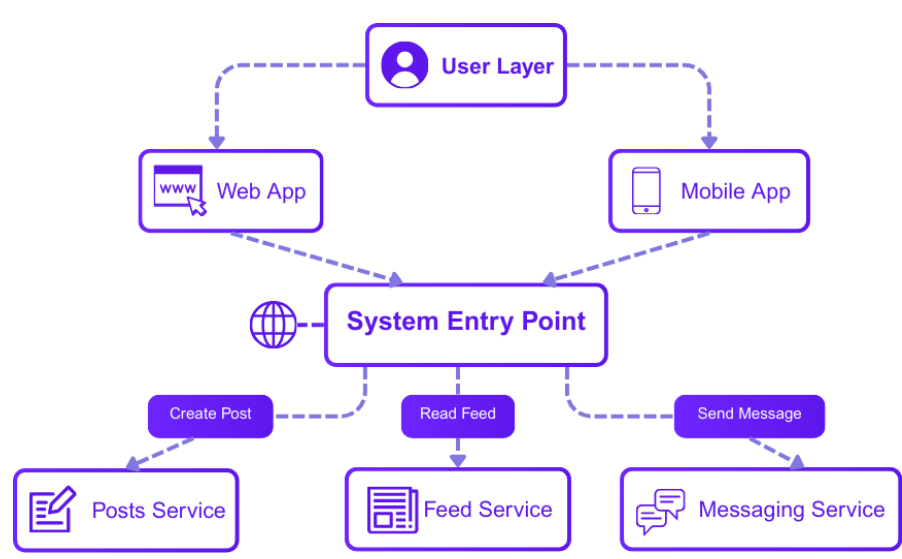 User Layer
www
Web App
Mobile App
System Entry Point
Create Post
Read Feed
Send Message
Posts Service
Feed Service
Messaging Service